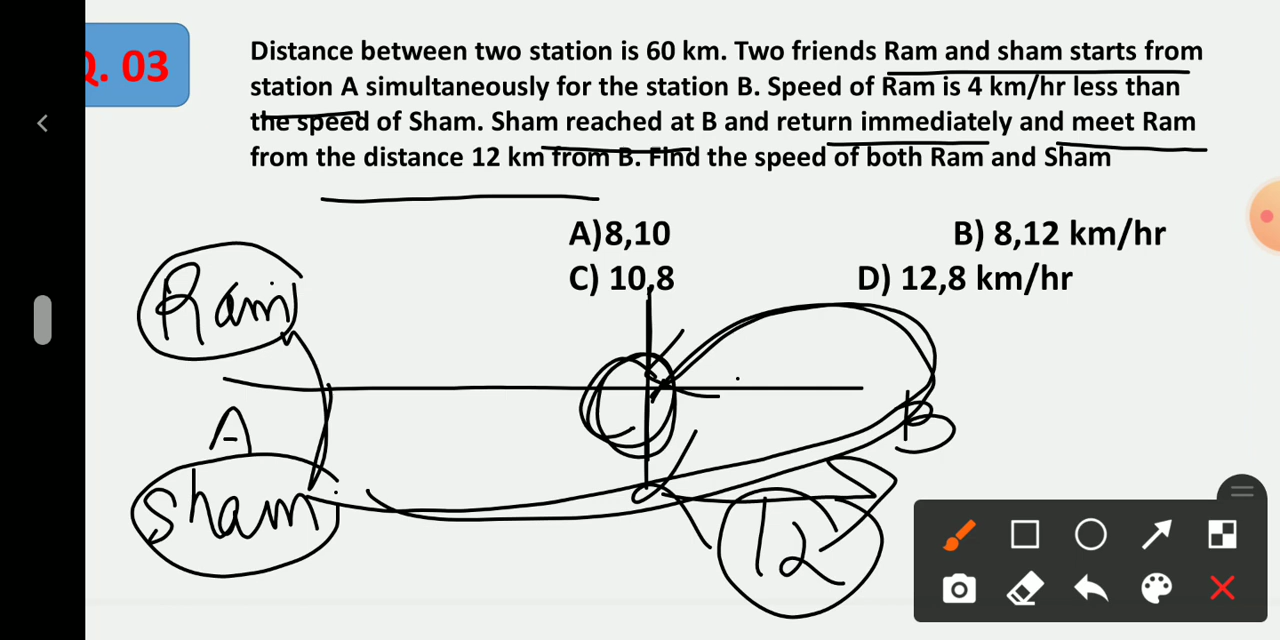 Q. 03
Distance between two station is 60 km. Two friends Ram and sham starts from
station A simultaneously for the station B. Speed of Ram is 4 km/hr less than
the speed of Sham. Sham reached at B and return immediately and meet Ram
from the distance 12 km from B. Find the speed of both Ram and Sham
A)8,10
B) 8,12 km/hr
C) 10,8
D) 12,8 km/hr
Ram
A
B
Sham
12